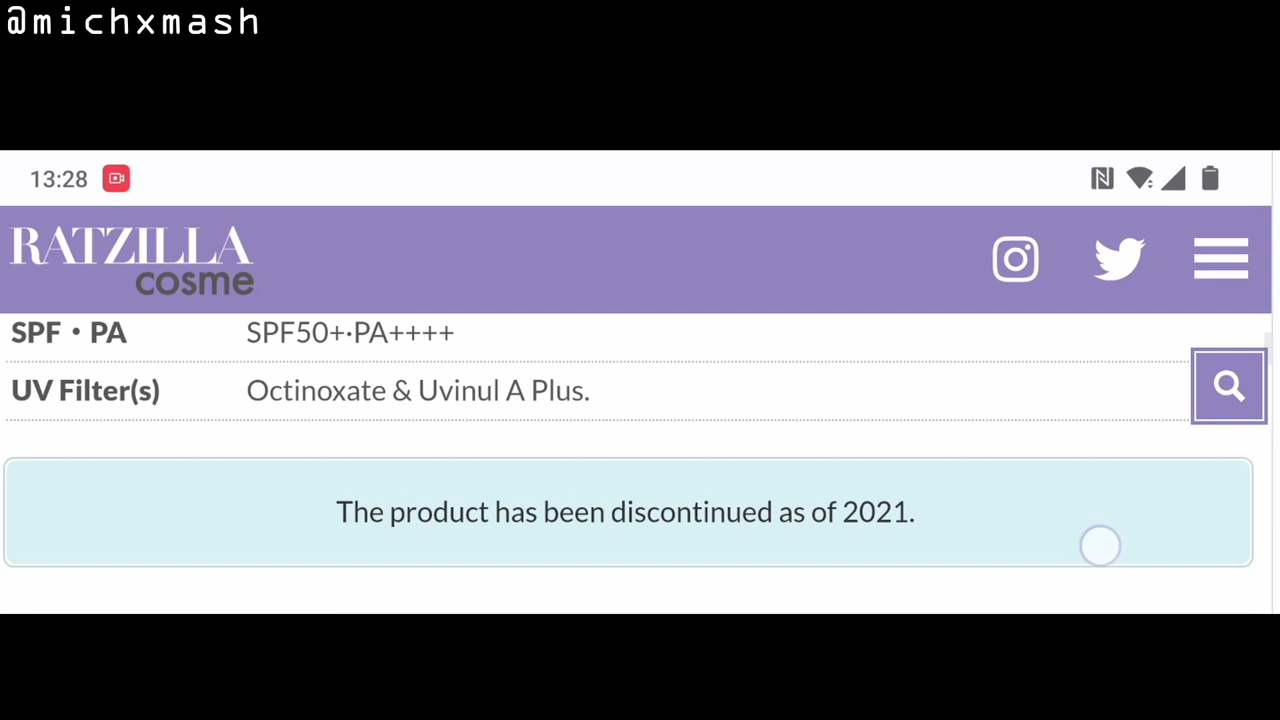 @michxmash
13:28
RATZILLA
cosme
SPF・PA SPF50+·PA++++
UV Filter(s) Octinoxate & Uvinul A Plus.
The product has been discontinued as of 2021.